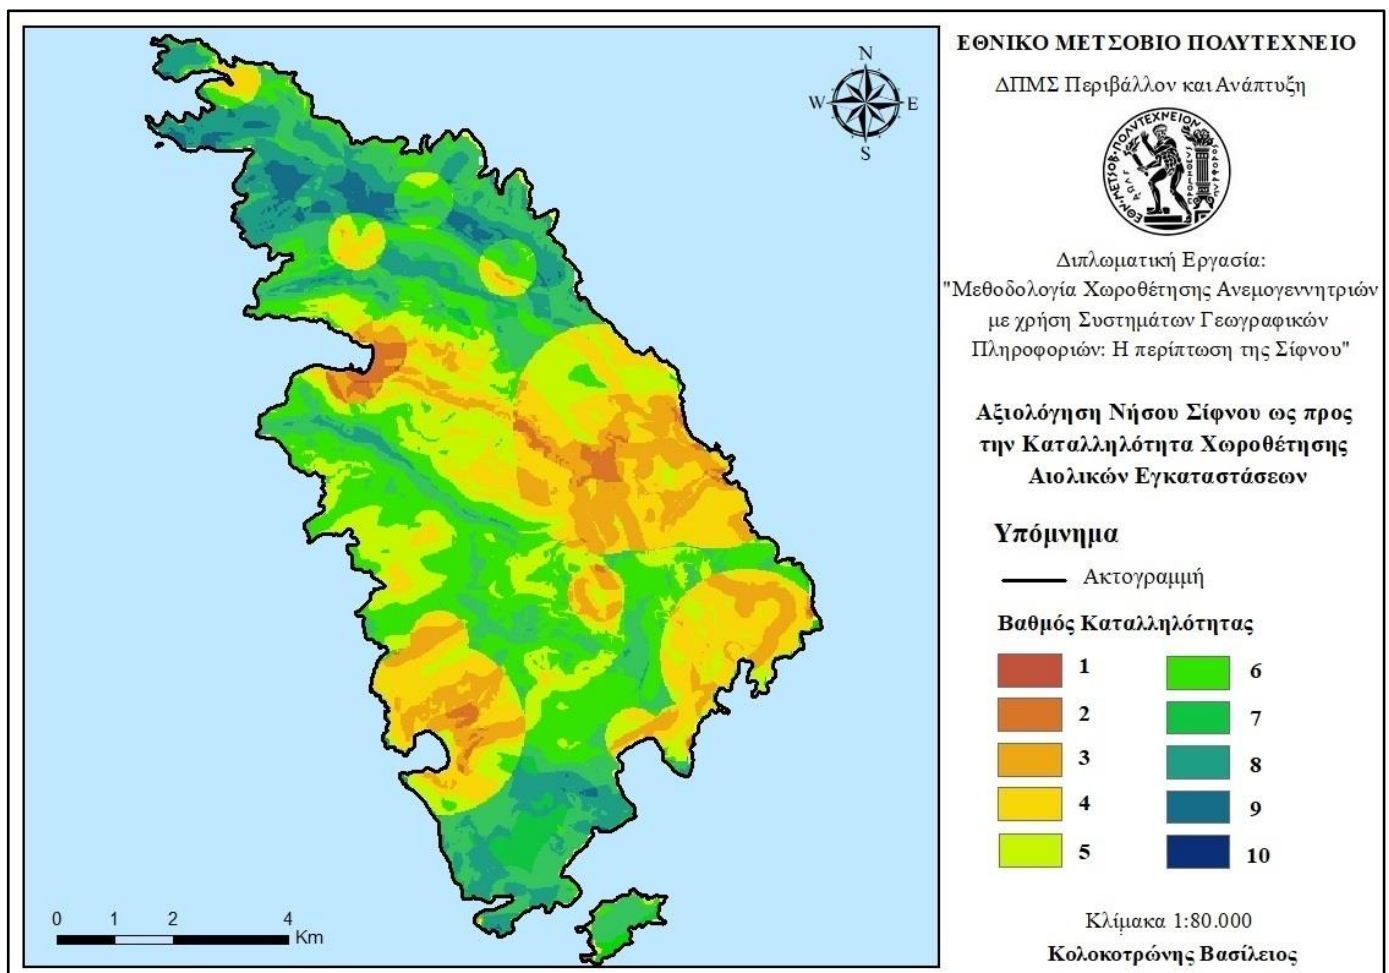 ΕΘΝΙΚΟ ΜΕΤΣΟΒΙΟ ΠΟΛΥΤΕΧΝΕΙΟ
ΔΠΜΣ Περιβάλλον και Ανάπτυξη
Διπλωματική Εργασία:
"Μεθοδολογία Χωροθέτησης Ανεμογεννητριών
με χρήση Συστημάτων Γεωγραφικών
Πληροφοριών: Η περίπτωση της Σίφνου"
Αξιολόγηση Νήσου Σίφνου ως προς
την Καταλληλότητα Χωροθέτησης
Αιολικών Εγκαταστάσεων
Υπόμνημα
Ακτογραμμή
Βαθμός Καταλληλότητας
1 6
2 7
3 8
4 9
5 10
Κλίμακα 1:80.000
Κολοκοτρώνης Βασίλειος
N
W E
S
0 1 2 4
Km